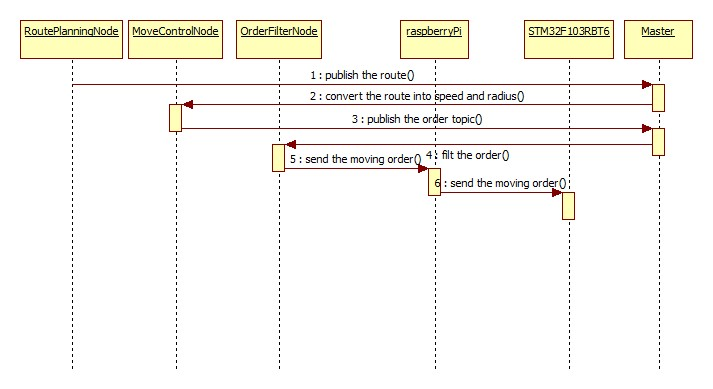 RoutePlanningNode
MoveControlNode
OrderFilterNode
raspberryPi
STM32F103RBT6
Master
1 : publish the route()
2 : convert the route into speed and radius()
3 : publish the order topic()
4 : filt the order()
5 : send the moving order()
6 : send the moving order()